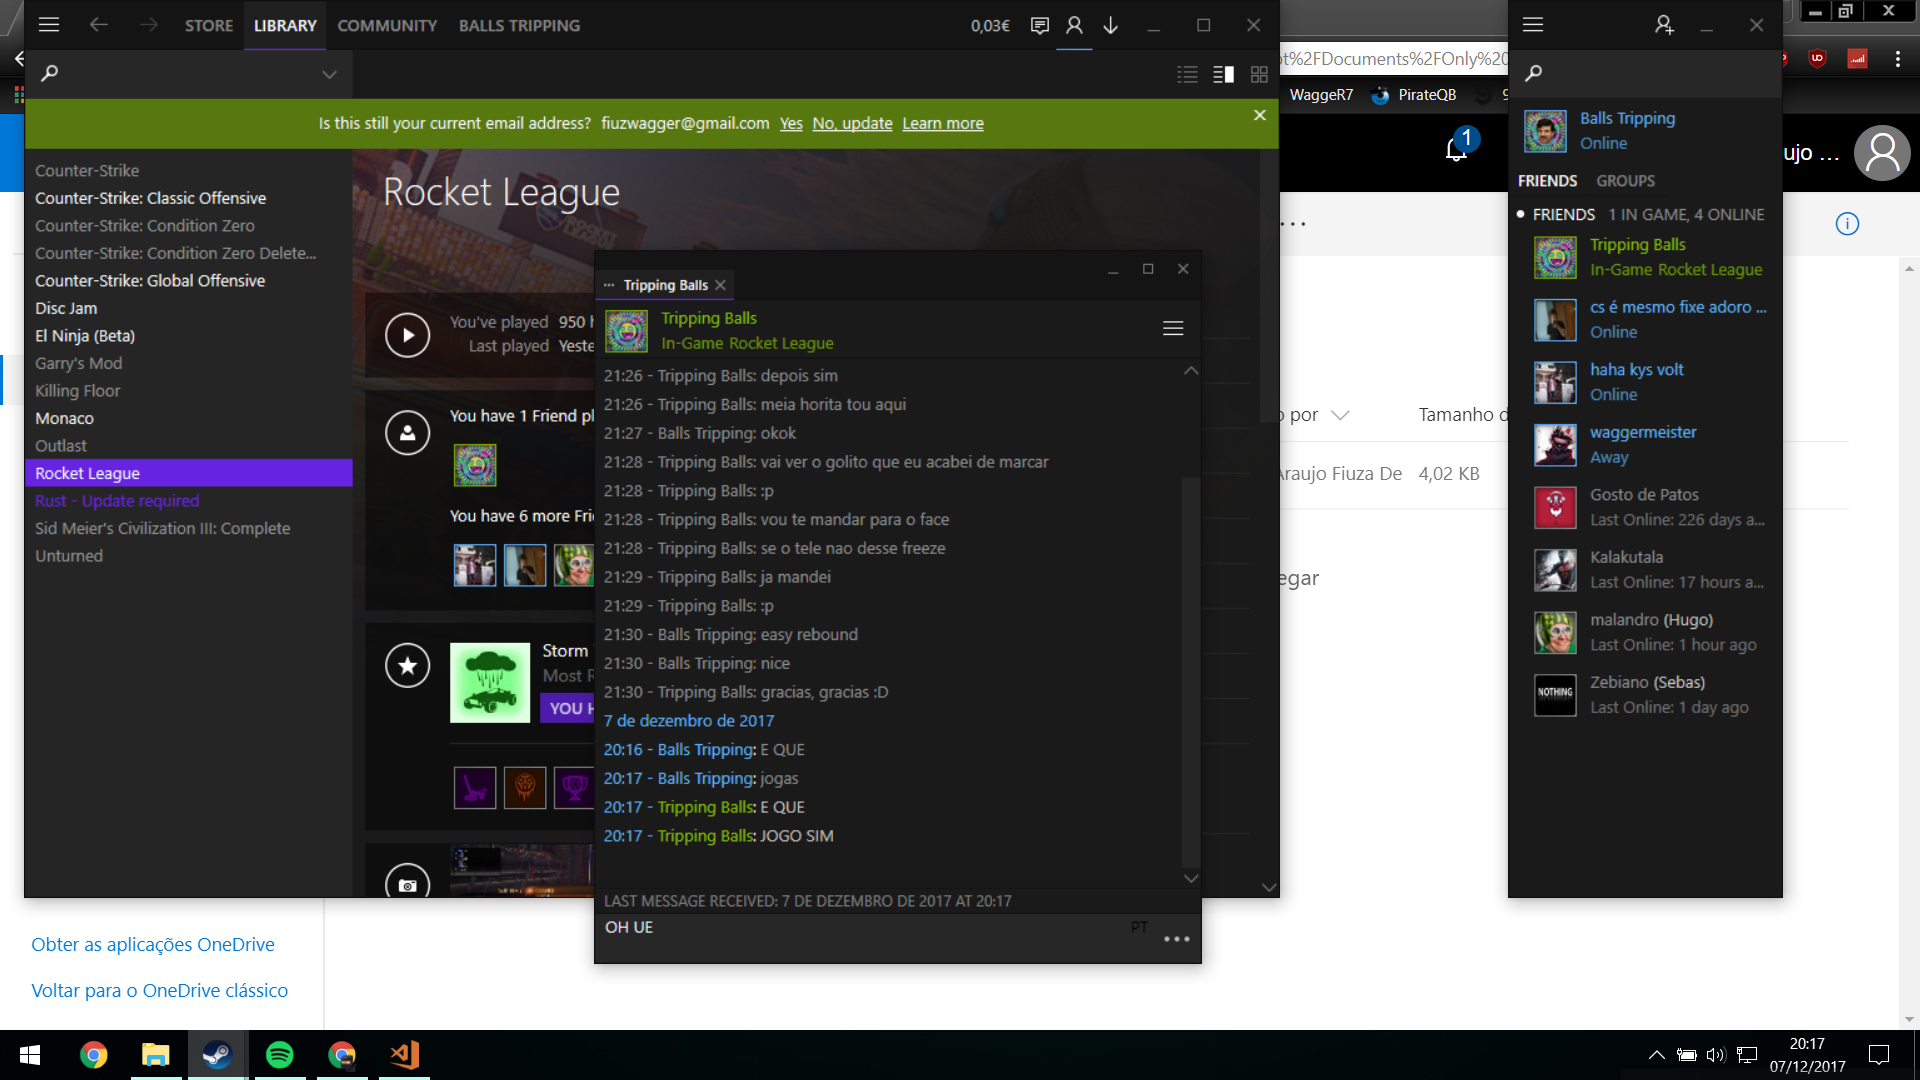 STORE LIBRARY COMMUNITY BALLS TRIPPING 0,03€
Is this still your current email address? fiuzwagger@gmail.com Yes No, update Learn more
Counter-Strike
Counter-Strike: Classic Offensive
Counter-Strike: Condition Zero
Counter-Strike: Condition Zero Delete...
Counter-Strike: Global Offensive
Disc Jam
El Ninja (Beta)
Garry's Mod
Killing Floor
Monaco
Outlast
Rocket League
Rust - Update required
Sid Meier's Civilization III: Complete
Unturned
Rocket League
You've played 950 h
Last played Yeste
You have 1 Friend pl
You have 6 more Frie
Storm
Most R
YOU H
Tripping Balls
Tripping Balls
In-Game Rocket League
21:26 - Tripping Balls: depois sim
21:26 - Tripping Balls: meia horita tou aqui
21:27 - Balls Tripping: okok
21:28 - Tripping Balls: vai ver o golito que eu acabei de marcar
21:28 - Tripping Balls: :p
21:28 - Tripping Balls: vou te mandar para o face
21:28 - Tripping Balls: se o tele nao desse freeze
21:29 - Tripping Balls: ja mandei
21:29 - Tripping Balls: :p
21:30 - Balls Tripping: easy rebound
21:30 - Balls Tripping: nice
21:30 - Tripping Balls: gracias, gracias :D
7 de dezembro de 2017
20:16 - Balls Tripping: E QUE
20:17 - Balls Tripping: jogas
20:17 - Tripping Balls: E QUE
20:17 - Tripping Balls: JOGO SIM
LAST MESSAGE RECEIVED: 7 DE DEZEMBRO DE 2017 AT 20:17
OH UE
PT
t%2FDocuments%2FOnly%20
WaggeR7 PirateQB 9
1
ujo ...
o por Tamanho d
Araujo Fiuza De 4,02 KB
egar
Balls Tripping
Online
FRIENDS GROUPS
FRIENDS 1 IN GAME, 4 ONLINE
Tripping Balls
In-Game Rocket League
cs é mesmo fixe adoro ...
Online
haha kys volt
Online
waggermeister
Away
Gosto de Patos
Last Online: 226 days a...
Kalakutala
Last Online: 17 hours a...
malandro (Hugo)
Last Online: 1 hour ago
NOTHING
Zebiano (Sebas)
Last Online: 1 day ago
Obter as aplicações OneDrive
Voltar para o OneDrive clássico
20:17
07/12/2017